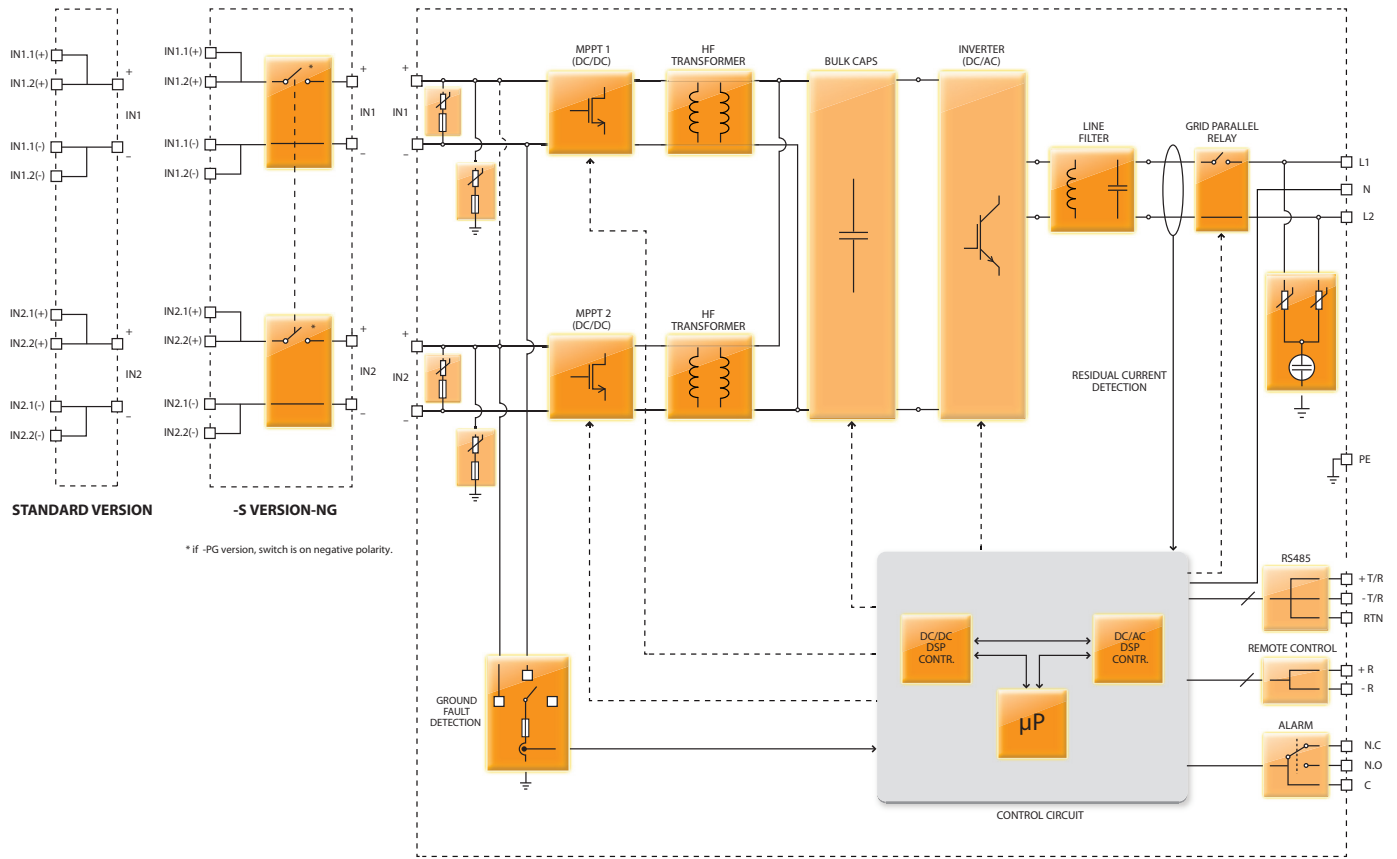 IN1.1(+)
IN1.2(+)
+
IN1
IN1.1(-)
−
IN1.2(-)
IN2.1(+)
+
IN2.2(+)
IN2
IN2.1(-)
−
IN2.2(-)
STANDARD VERSION
IN1.1(+)
*
+
IN1.2(+)
IN1
IN1.1(-)
−
IN1.2(-)
IN2.1(+)
*
+
IN2.2(+)
IN2
IN2.1(-)
−
IN2.2(-)
-S VERSION-NG
* if -PG version, switch is on negative polarity.
+
IN1
−
+
IN2
−
MPPT 1
(DC/DC)
HF
TRANSFORMER
BULK CAPS
INVERTER
(DC/AC)
LINE
FILTER
GRID PARALLEL
RELAY
L1
N
L2
MPPT 2
(DC/DC)
HF
TRANSFORMER
RESIDUAL CURRENT
DETECTION
PE
GROUND
FAULT
DETECTION
DC/DC
DSP
CONTR.
DC/AC
DSP
CONTR.
µP
CONTROL CIRCUIT
RS485
+ T/R
- T/R
RTN
REMOTE CONTROL
+ R
- R
ALARM
N.C
N.O
C